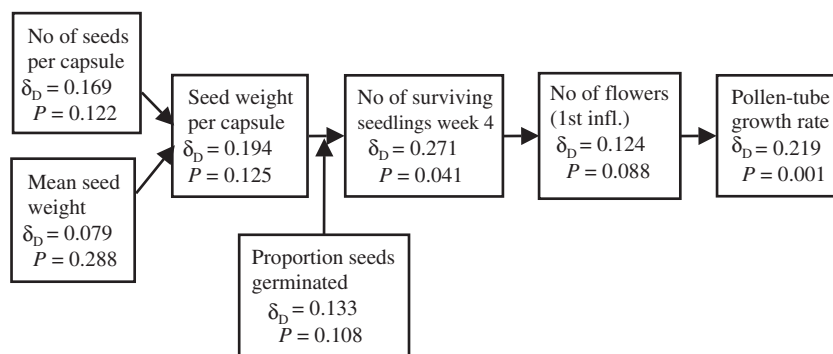 No of seeds
per capsule
δD = 0.169
P = 0.122
Mean seed
weight
δD = 0.079
P = 0.288
Seed weight
per capsule
δD = 0.194
P = 0.125
Proportion seeds
germinated
δD = 0.133
P = 0.108
No of surviving
seedlings week 4
δD = 0.271
P = 0.041
No of flowers
(1st infl.)
δD = 0.124
P = 0.088
Pollen-tube
growth rate
δD = 0.219
P = 0.001